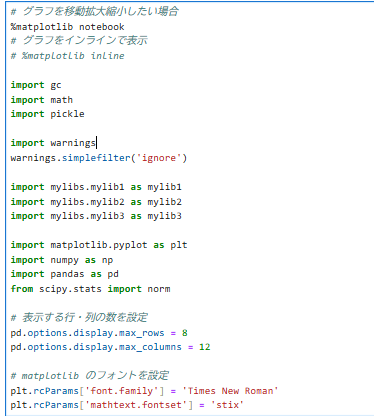 # グラフを移動拡大縮小したい場合
%matplotlib notebook
# グラフをインラインで表示
# %matplotlib inline
import gc
import math
import pickle
import warnings
warnings.simplefilter('ignore')
import mylibs.mylib1 as mylib1
import mylibs.mylib2 as mylib2
import mylibs.mylib3 as mylib3
import matplotlib.pyplot as plt
import numpy as np
import pandas as pd
from scipy.stats import norm
# 表示する行・列の数を設定
pd.options.display.max_rows = 8
pd.options.display.max_columns = 12
# matplotlib のフォントを設定
plt.rcParams['font.family'] = 'Times New Roman'
plt.rcParams['mathtext.fontset'] = 'stix'